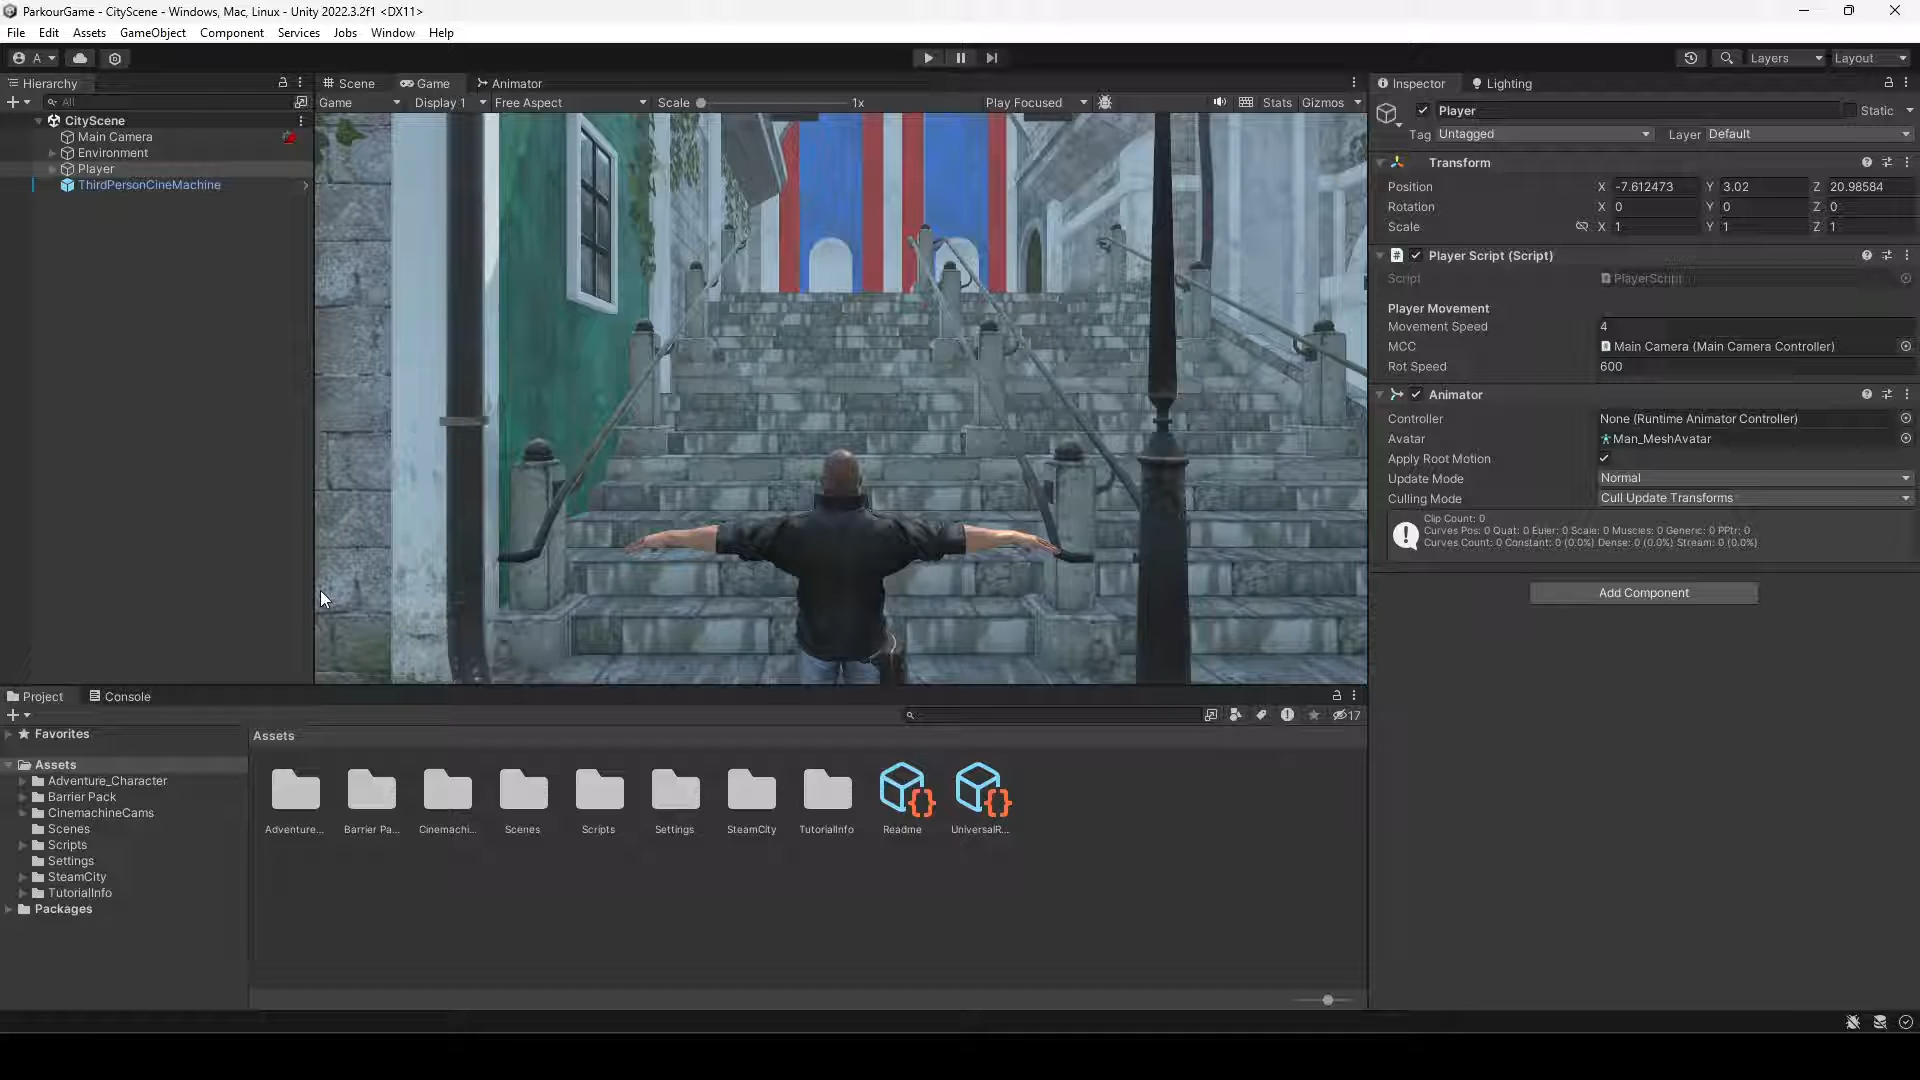 ParkourGame - CityScene - Windows, Mac, Linux - Unity 2022.3.2f1 <DX11>
File Edit Assets GameObject Component Services Jobs Window Help
A Layers Layout
Hierarchy
All
CityScene
Main Camera
Environment
Player
ThirdPersonCineMachine
Scene Game Animator
Game Display 1 Free Aspect Scale 1x Play Focused Stats Gizmos
Inspector Lighting
Player Static
Tag Untagged Layer Default
Transform
Position X -7.612473 Y 3.02 Z 20.98584
Rotation X 0 Y 0 Z 0
Scale X 1 Y 1 Z 1
Player Script (Script)
Script PlayerScript
Player Movement
Movement Speed 4
MCC Main Camera (Main Camera Controller)
Rot Speed 600
Animator
Controller None (Runtime Animator Controller)
Avatar Man_MeshAvatar
Apply Root Motion
Update Mode Normal
Culling Mode Cull Update Transforms
Clip Count: 0
Curves Pos: 0 Quat: 0 Euler: 0 Scale: 0 Muscles: 0 Generic: 0 PPtr: 0
Curves Count: 0 Constant: 0 (0.0%) Dense: 0 (0.0%) Stream: 0 (0.0%)
Add Component
Project Console
17
Favorites
Assets
Adventure_Character
Barrier Pack
CinemachineCams
Scenes
Scripts
Settings
SteamCity
TutorialInfo
Packages
Assets
Adventure... Barrier Pa... Cinemachi... Scenes Scripts Settings SteamCity TutorialInfo Readme UniversalR...